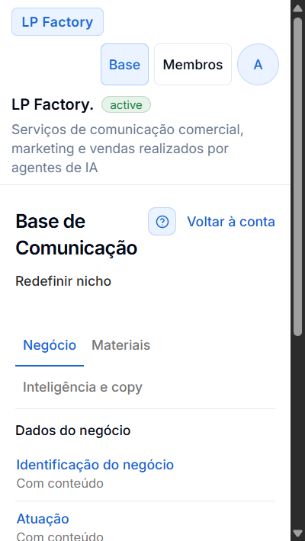 LP Factory
Base Membros A
LP Factory. active
Serviços de comunicação comercial,
marketing e vendas realizados por
agentes de IA
Base de
Comunicação
Voltar à conta
Redefinir nicho
Negócio Materiais
Inteligência e copy
Dados do negócio
Identificação do negócio
Com conteúdo
Atuação
Com conteúdo